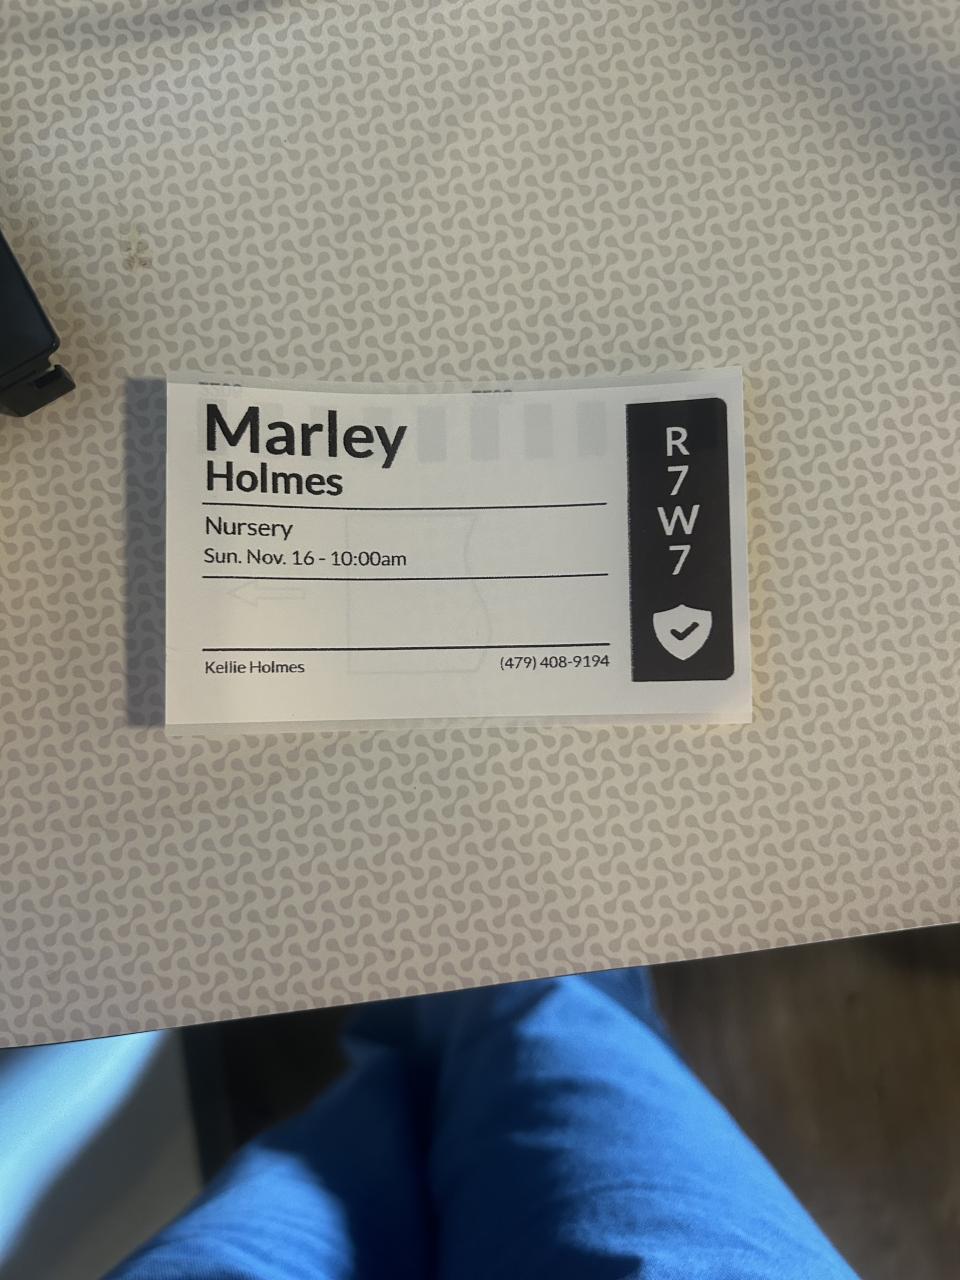 Marley
Holmes
Nursery
Sun. Nov. 16 - 10:00am
Kellie Holmes
(479) 408-9194
R
7
W
7